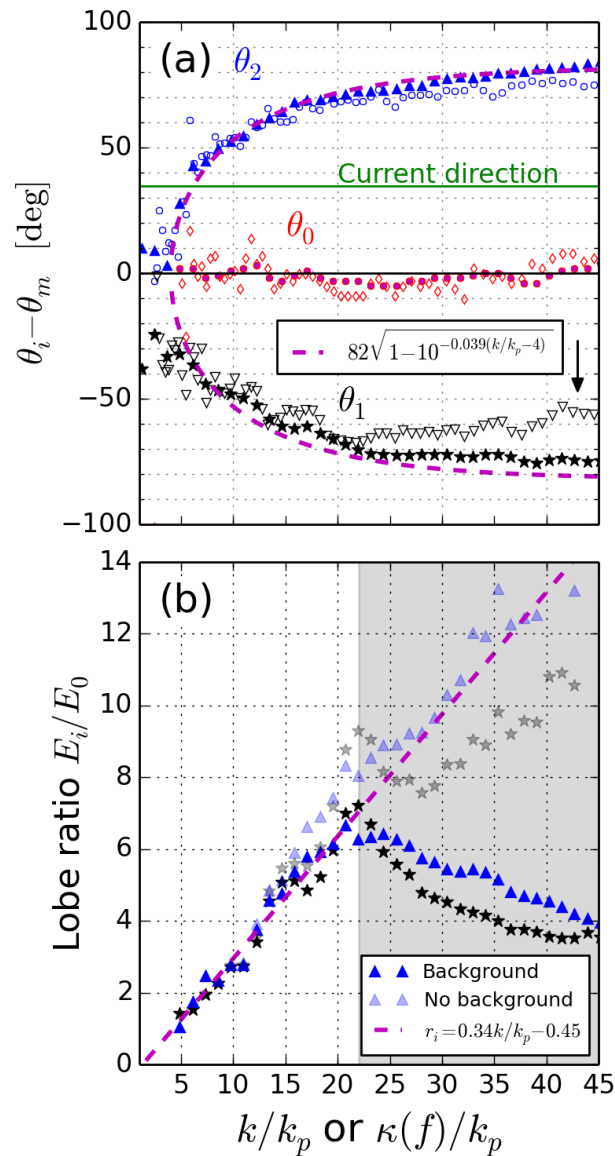 100
(a)
θ₂
50
Current direction
θ₀
0
82√1−10^−0.039(k/kₚ−4)
−50
θ₁
−100
θᵢ−θₘ [deg]
14
(b)
12
10
8
6
4
2
0
Lobe ratio Eᵢ/E₀
Background
No background
rᵢ=0.34k/kₚ−0.45
5 10 15 20 25 30 35 40 45
k/kₚ or κ(f)/kₚ